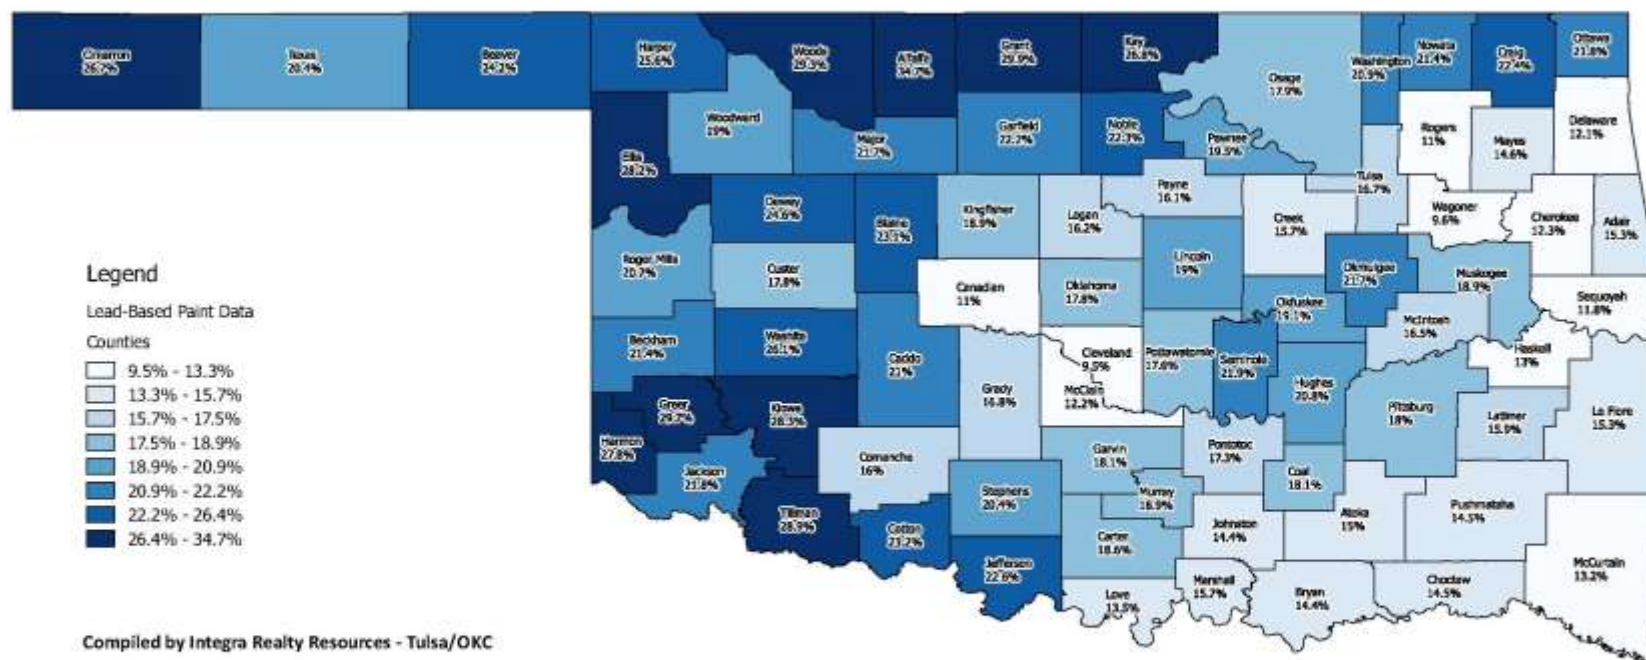 Cimarron
26.7%
Texas
20.4%
Beaver
24.2%
Harper
25.6%
Woods
29.3%
Alfalfa
34.7%
Grant
29.9%
Kay
26.8%
Osage
17.9%
Washington
20.9%
Nowata
21.4%
Craig
22.4%
Ottawa
21.8%
Ellis
28.2%
Woodward
19%
Major
21.7%
Garfield
22.2%
Noble
22.7%
Pawnee
19.5%
Rogers
11%
Mayes
14.6%
Delaware
12.1%
Dewey
24.6%
Blaine
23.1%
Kingfisher
18.9%
Logan
16.2%
Payne
16.1%
Creek
15.7%
Tulsa
16.7%
Wagoner
9.6%
Cherokee
12.3%
Adair
15.3%
Roger Mills
20.7%
Custer
17.8%
Canadian
11%
Oklahoma
17.8%
Lincoln
19%
Okfuskee
19.1%
Okmulgee
21.7%
Muskogee
18.9%
McIntosh
16.5%
Sequoyah
11.8%
Beckham
21.4%
Washita
26.1%
Caddo
21%
Grady
16.8%
Cleveland
9.5%
McClain
12.2%
Pottawatomie
17.6%
Seminole
21.9%
Hughes
20.8%
Pittsburg
18%
Haskell
13%
Latimer
15.9%
Le Flore
15.3%
Greer
29.7%
Kiowa
28.3%
Harmon
27.8%
Jackson
21.8%
Tillman
28.9%
Comanche
16%
Cotton
23.2%
Stephens
20.4%
Jefferson
22.6%
Garvin
18.1%
Murray
Carter
18.6%
Love
13.5%
Pontotoc
17.3%
Coal
18.1%
Johnston
14.4%
Marshall
15.7%
Atoka
15%
Bryan
14.4%
Pushmataha
14.5%
Choctaw
14.5%
McCurtain
13.2%
Legend
Lead-Based Paint Data
Counties
9.5% - 13.3%
13.3% - 15.7%
15.7% - 17.5%
17.5% - 18.9%
18.9% - 20.9%
20.9% - 22.2%
22.2% - 26.4%
26.4% - 34.7%
Compiled by Integra Realty Resources - Tulsa/OKC